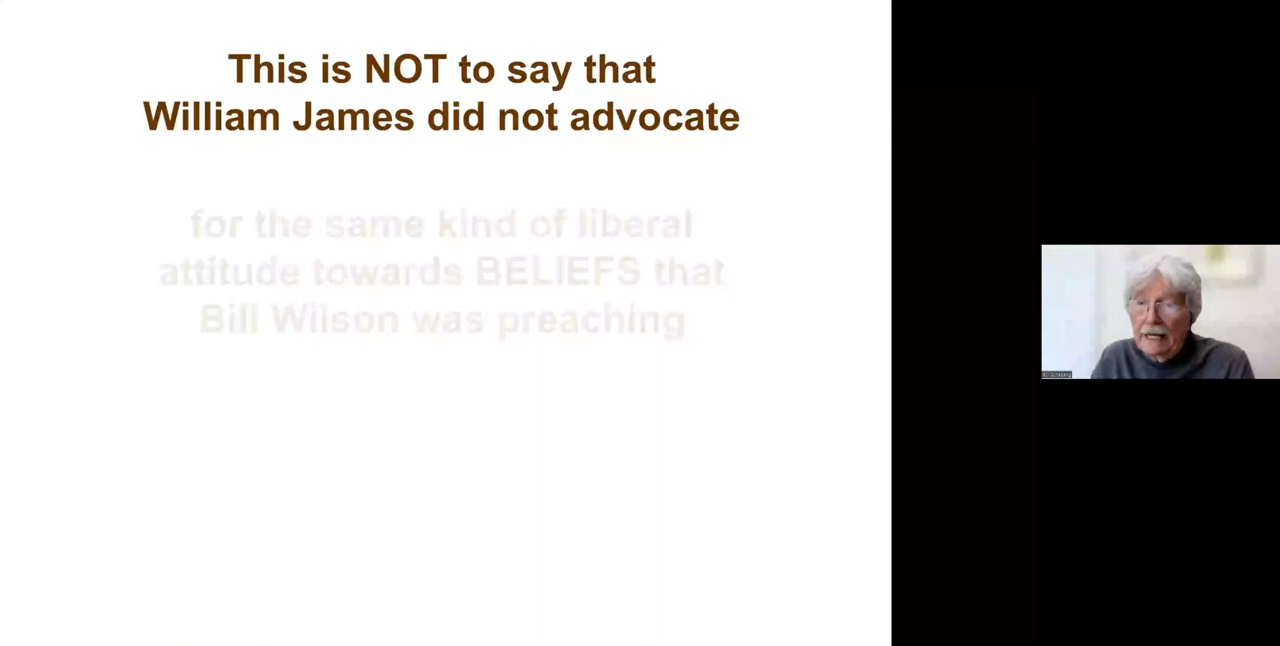 This is NOT to say that
William James did not advocate
for the same kind of liberal
attitude towards BELIEFS that
Bill Wilson was preaching